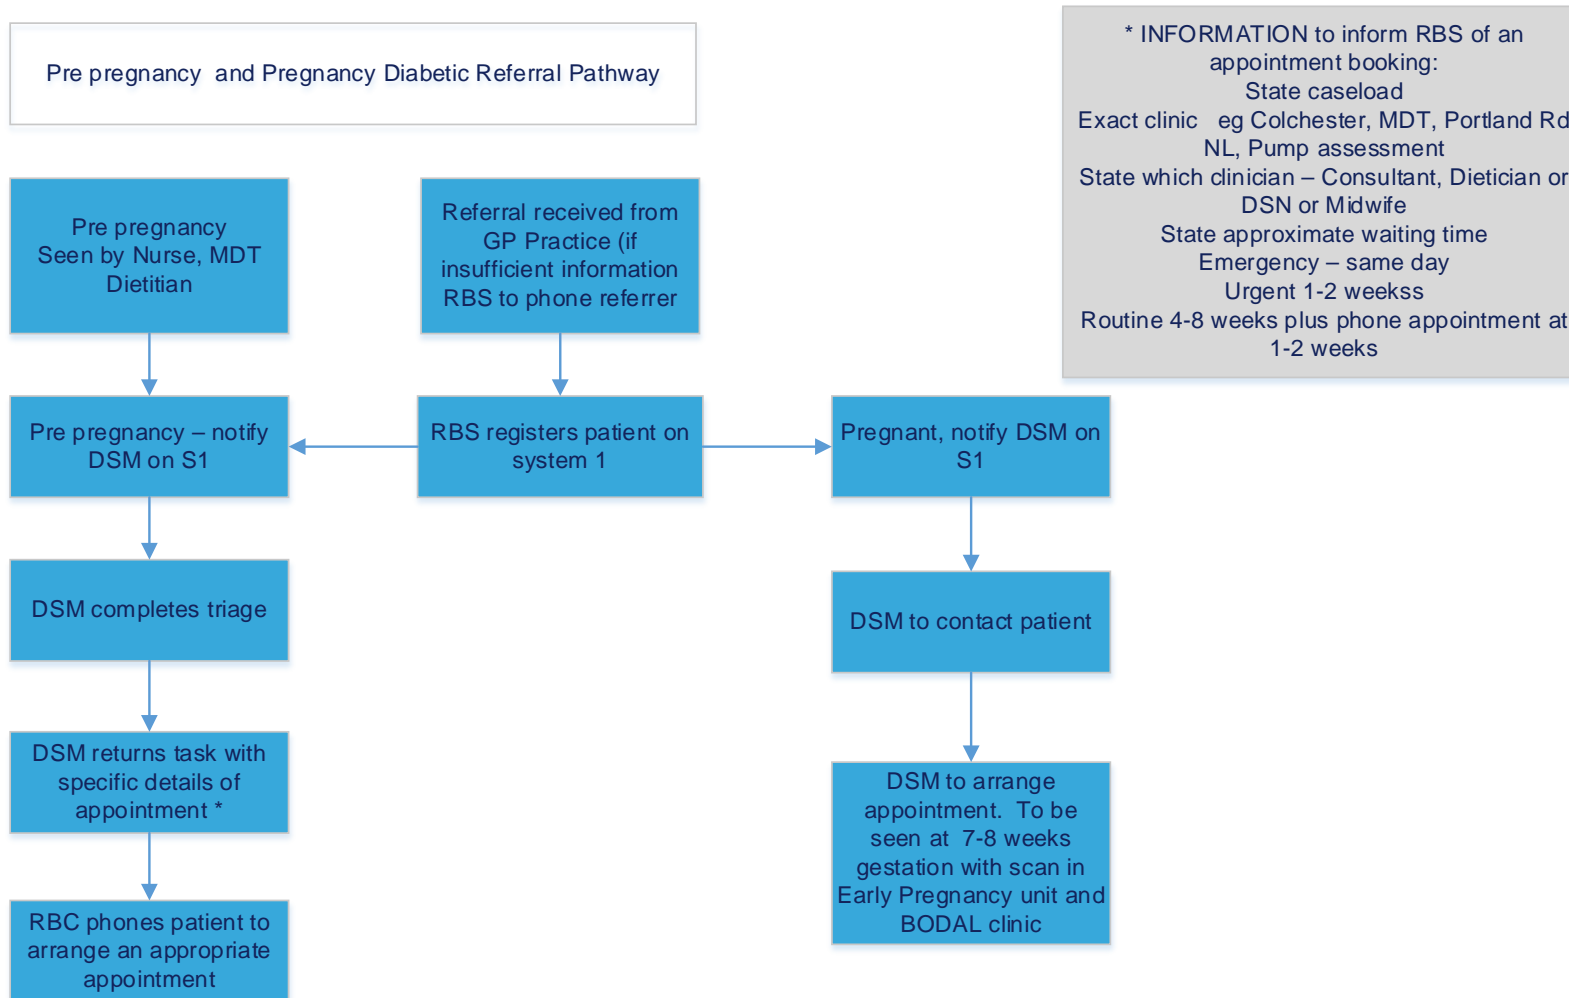 Pre pregnancy and Pregnancy Diabetic Referral Pathway
* INFORMATION to inform RBS of an
appointment booking:
State caseload
Exact clinic eg Colchester, MDT, Portland Rd
NL, Pump assessment
State which clinician – Consultant, Dietician or
DSN or Midwife
State approximate waiting time
Emergency – same day
Urgent 1-2 weekss
Routine 4-8 weeks plus phone appointment at
1-2 weeks
Pre pregnancy
Seen by Nurse, MDT
Dietitian
Referral received from
GP Practice (if
insufficient information
RBS to phone referrer
Pre pregnancy – notify
DSM on S1
RBS registers patient on
system 1
Pregnant, notify DSM on
S1
DSM completes triage
DSM to contact patient
DSM returns task with
specific details of
appointment *
DSM to arrange
appointment. To be
seen at 7-8 weeks
gestation with scan in
Early Pregnancy unit and
BODAL clinic
RBC phones patient to
arrange an appropriate
appointment